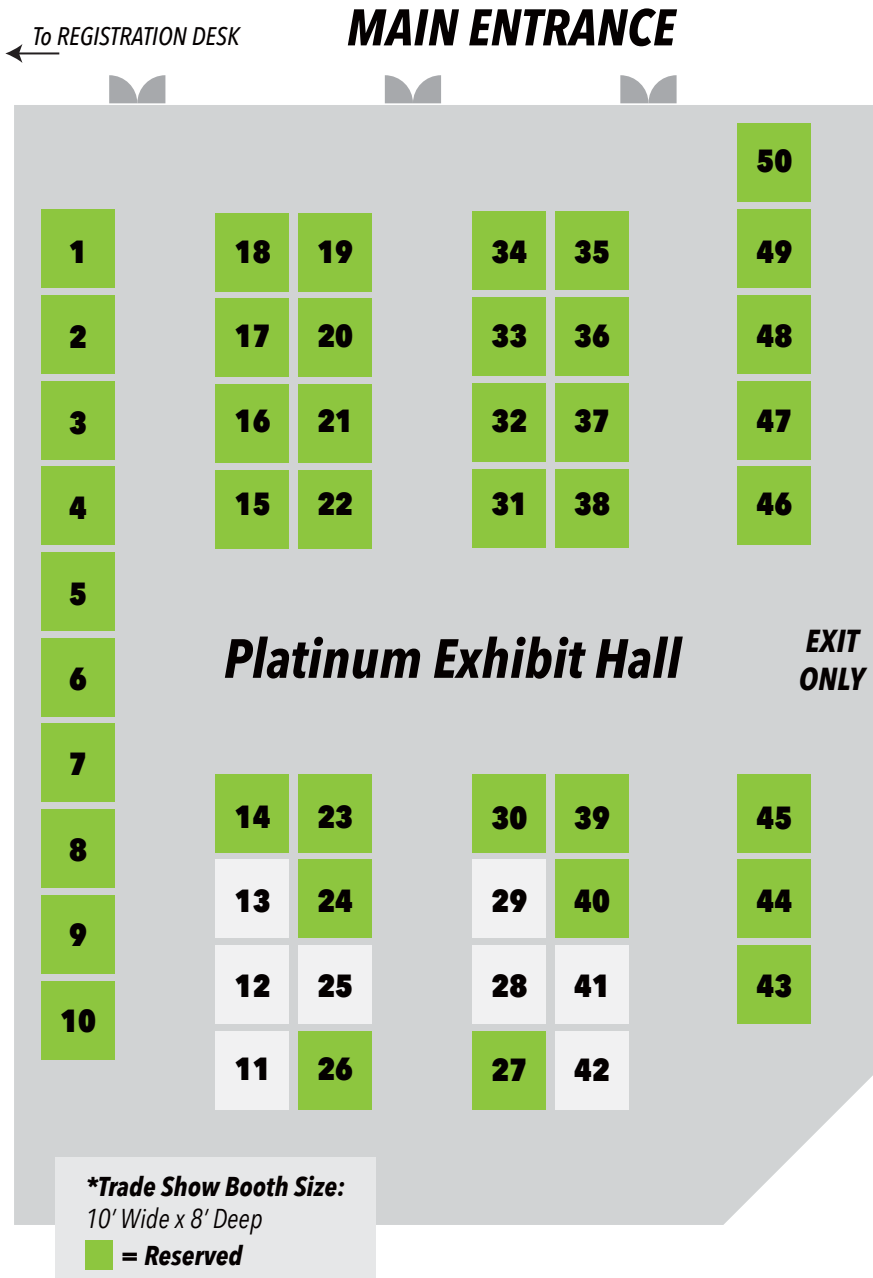 To REGISTRATION DESK
MAIN ENTRANCE
50
1 18 19 34 35 49
2 17 20 33 36 48
3 16 21 32 37 47
4 15 22 31 38 46
5
Platinum Exhibit Hall
EXIT
ONLY
6
7
14 23 30 39 45
8
13 24 29 40 44
9
12 25 28 41 43
10
11 26 27 42
*Trade Show Booth Size:
10’ Wide x 8’ Deep
= Reserved